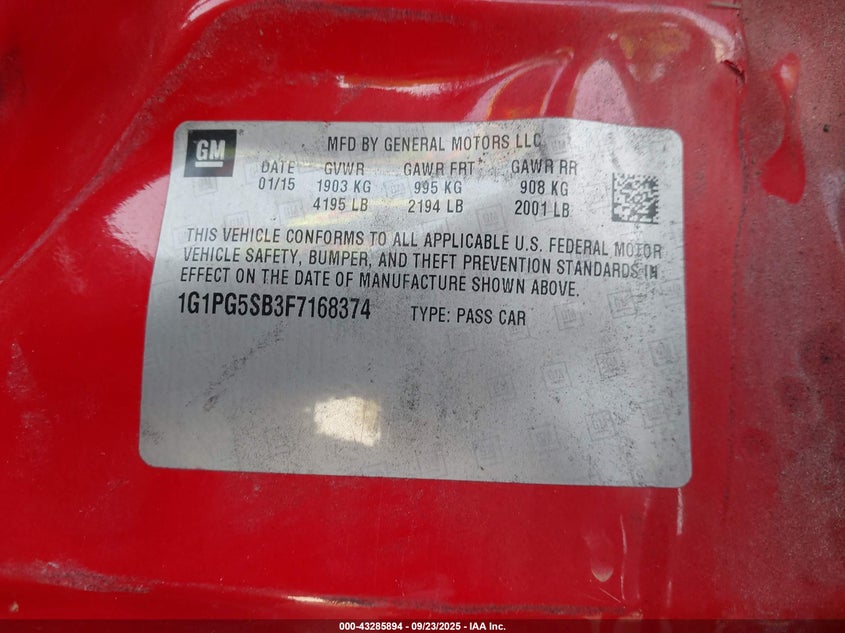 GM
MFD BY GENERAL MOTORS LLC
DATE GVWR GAWR FRT GAWR RR
01/15 1903 KG 995 KG 908 KG
4195 LB 2194 LB 2001 LB
THIS VEHICLE CONFORMS TO ALL APPLICABLE U.S. FEDERAL MOTOR
VEHICLE SAFETY, BUMPER, AND THEFT PREVENTION STANDARDS IN
EFFECT ON THE DATE OF MANUFACTURE SHOWN ABOVE.
1G1PG5SB3F7168374 TYPE: PASS CAR
000-43285894 - 09/23/2025 - IAA Inc.